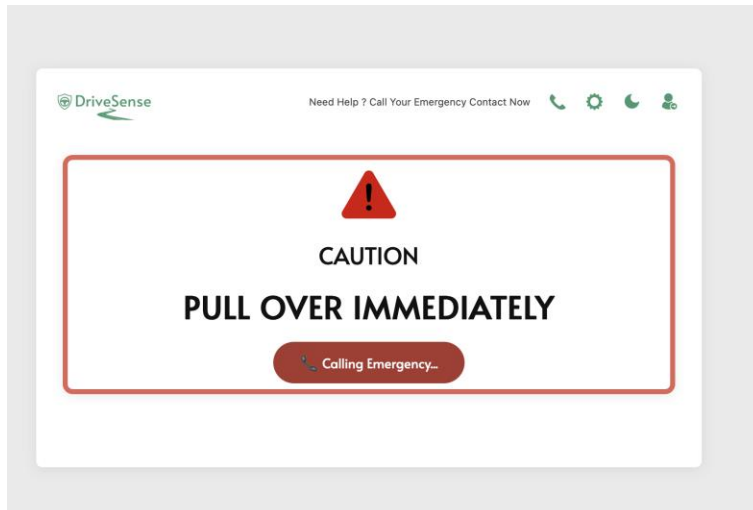 DriveSense
Need Help ? Call Your Emergency Contact Now
CAUTION
PULL OVER IMMEDIATELY
Calling Emergency...